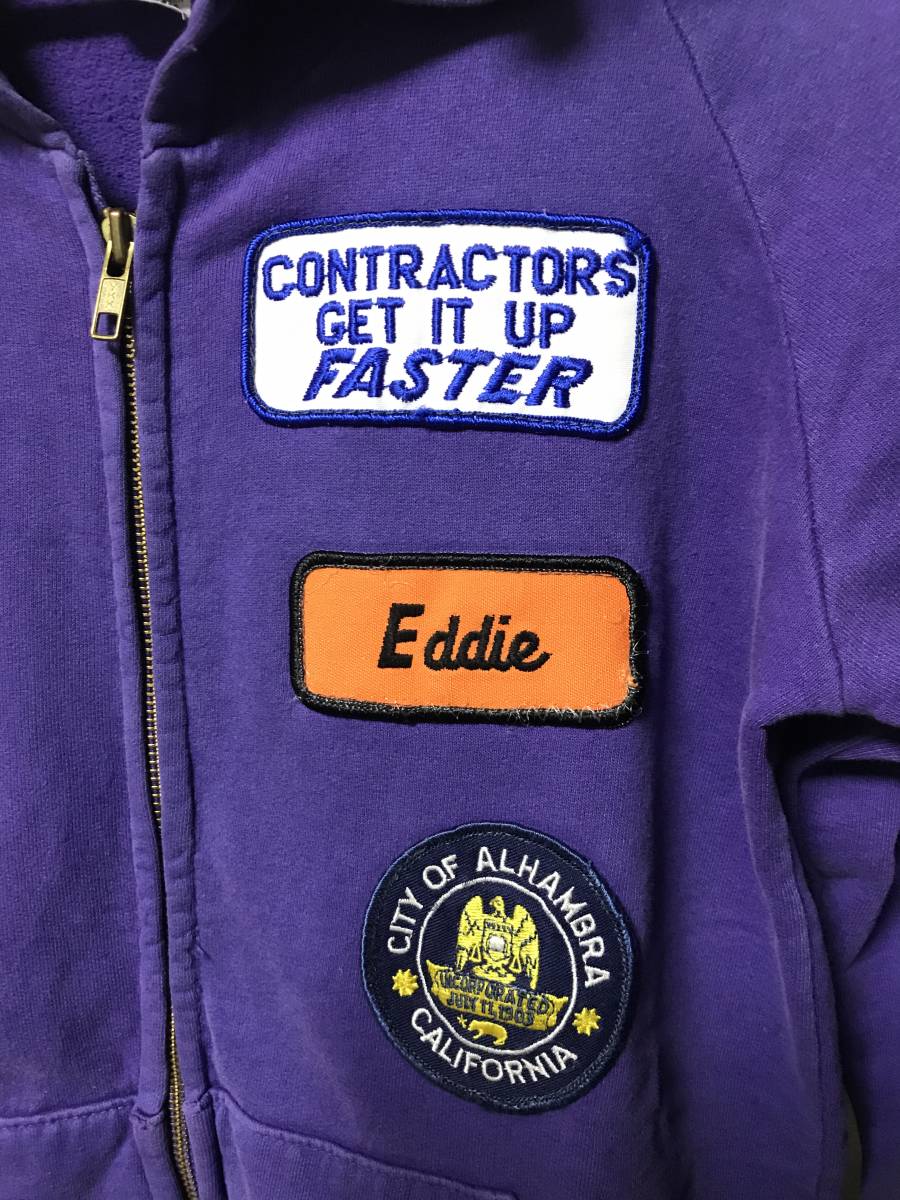 CONTRACTORS
GET IT UP
FASTER
Eddie
CITY OF ALHAMBRA
INCORPORATED
JULY 11, 1903
CALIFORNIA